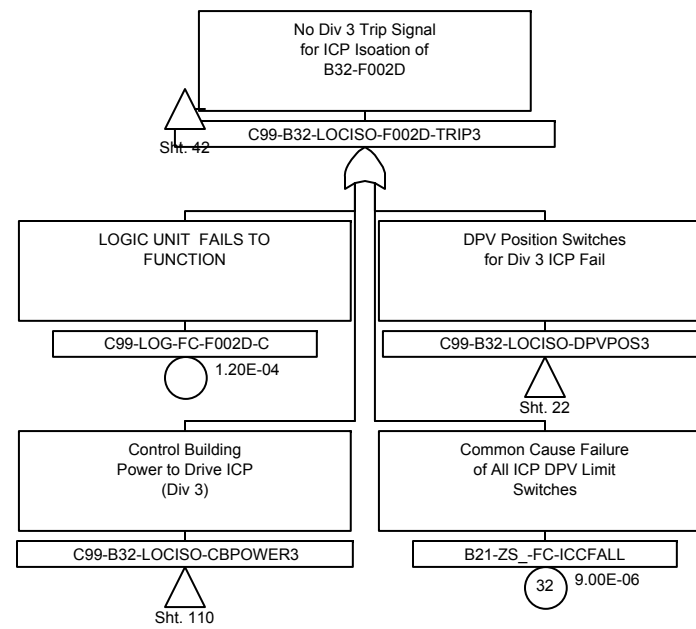 No Div 3 Trip Signal
for ICP Isoation of
B32-F002D
C99-B32-LOCISO-F002D-TRIP3
Sht. 42
LOGIC UNIT FAILS TO
FUNCTION
C99-LOG-FC-F002D-C
1.20E-04
DPV Position Switches
for Div 3 ICP Fail
C99-B32-LOCISO-DPVPOS3
Sht. 22
Control Building
Power to Drive ICP
(Div 3)
C99-B32-LOCISO-CBPOWER3
Sht. 110
Common Cause Failure
of All ICP DPV Limit
Switches
B21-ZS_-FC-ICCFALL
32
9.00E-06